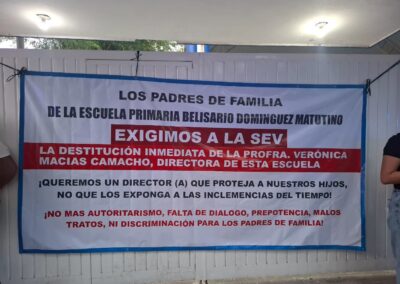 LOS PADRES DE FAMILIA
DE LA ESCUELA PRIMARIA BELISARIO DOMINGUEZ MATUTINO
EXIGIMOS A LA SEV
LA DESTITUCIÓN INMEDIATA DE LA PROFRA. VERÓNICA
MACIAS CAMACHO, DIRECTORA DE ESTA ESCUELA
¡QUEREMOS UN DIRECTOR (A) QUE PROTEJA A NUESTROS HIJOS,
NO QUE LOS EXPONGA A LAS INCLEMENCIAS DEL TIEMPO!
¡NO MAS AUTORITARISMO, FALTA DE DIALOGO, PREPOTENCIA, MALOS
TRATOS, NI DISCRIMINACIÓN PARA LOS PADRES DE FAMILIA!